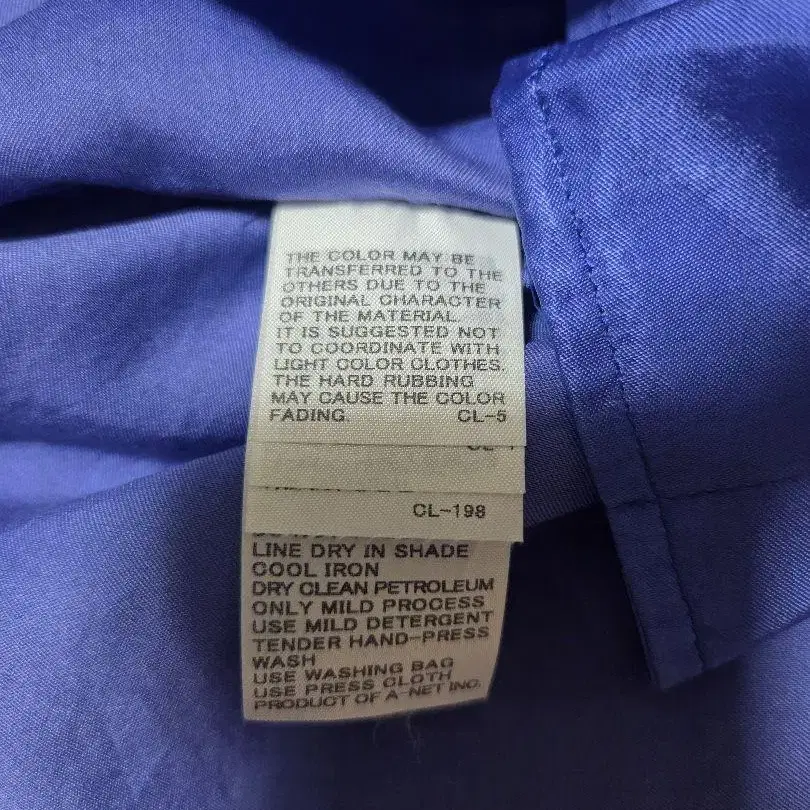 THE COLOR MAY BE
TRANSFERRED TO THE
OTHERS DUE TO THE
ORIGINAL CHARACTER
OF THE MATERIAL.
IT IS SUGGESTED NOT
TO COORDINATE WITH
LIGHT COLOR CLOTHES.
THE HARD RUBBING
MAY CAUSE THE COLOR
FADING. CL-5
CL-198
LINE DRY IN SHADE
COOL IRON
DRY CLEAN PETROLEUM
ONLY MILD PROCESS
USE MILD DETERGENT
TENDER HAND-PRESS
WASH
USE WASHING BAG
USE PRESS CLOTH
PRODUCT OF A-NET INC.